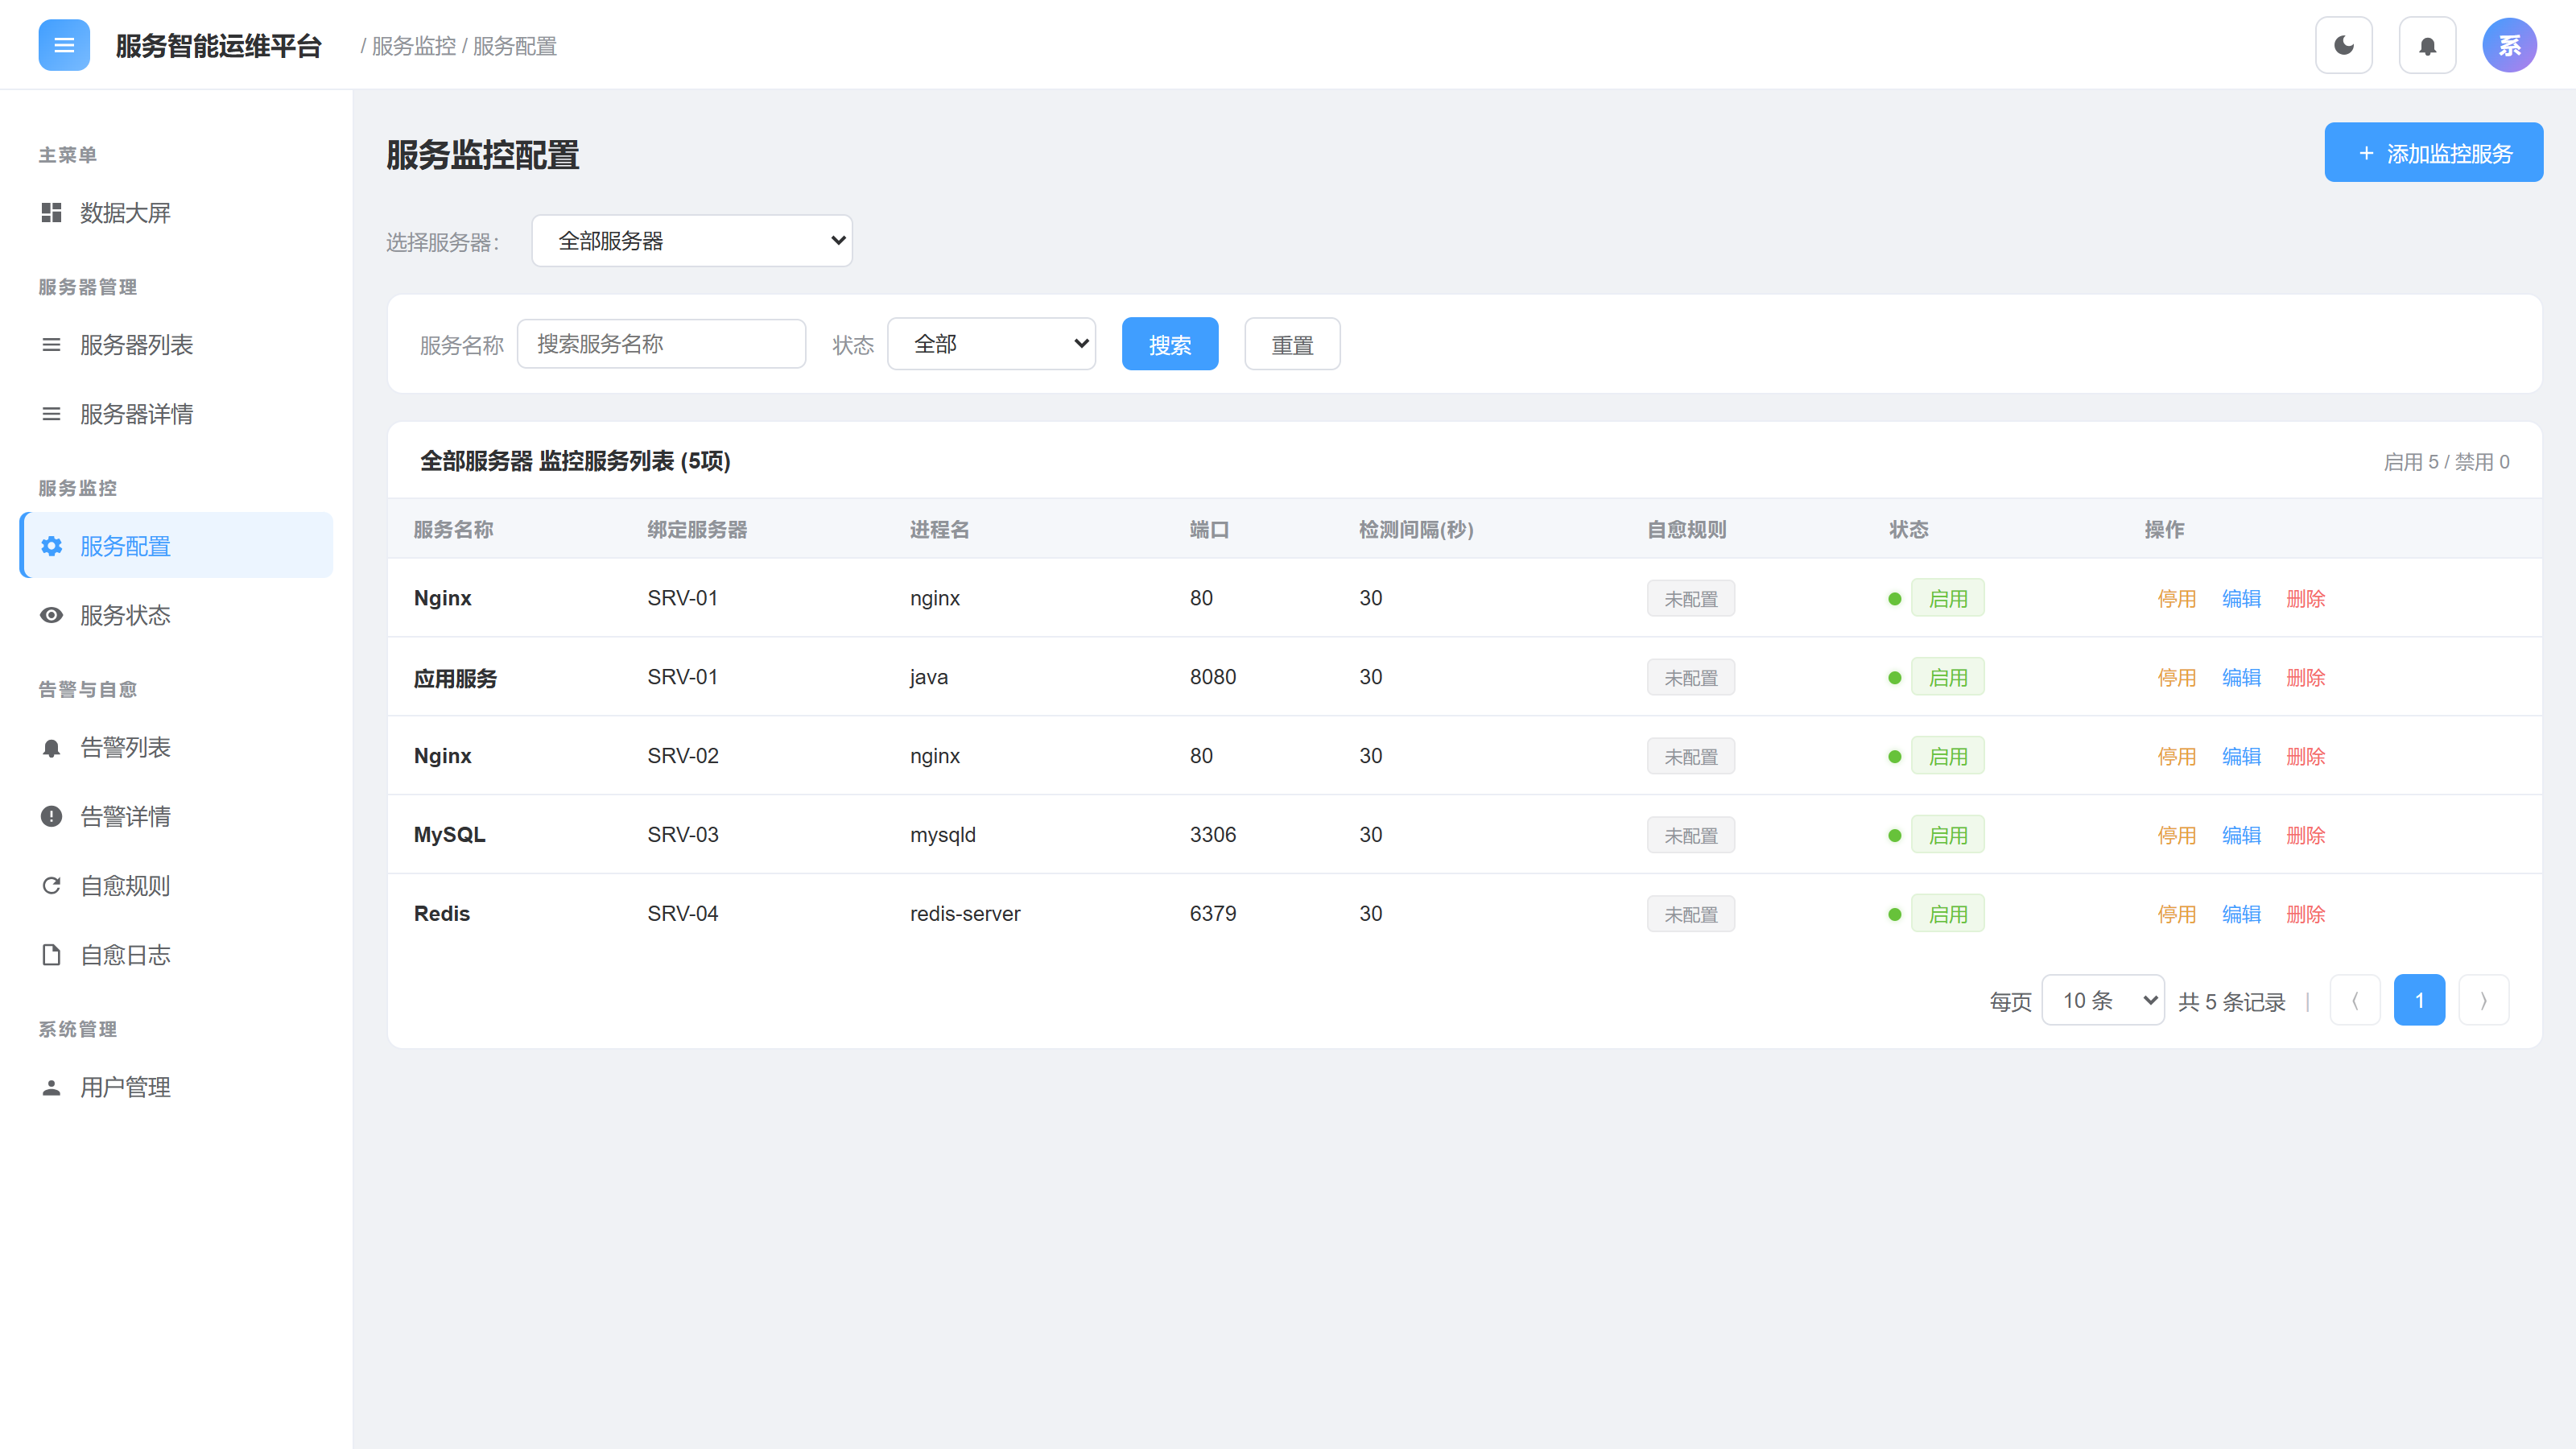 服务智能运维平台 / 服务监控 / 服务配置 系
主菜单
数据大屏
服务器管理
服务器列表
服务器详情
服务监控
服务配置
服务状态
告警与自愈
告警列表
告警详情
自愈规则
自愈日志
系统管理
用户管理
服务监控配置 + 添加监控服务
选择服务器： 全部服务器
服务名称 搜索服务名称 状态 全部 搜索 重置
全部服务器 监控服务列表 (5项) 启用 5 / 禁用 0
服务名称 绑定服务器 进程名 端口 检测间隔(秒) 自愈规则 状态 操作
Nginx SRV-01 nginx 80 30 未配置 启用 停用 编辑 删除
应用服务 SRV-01 java 8080 30 未配置 启用 停用 编辑 删除
Nginx SRV-02 nginx 80 30 未配置 启用 停用 编辑 删除
MySQL SRV-03 mysqld 3306 30 未配置 启用 停用 编辑 删除
Redis SRV-04 redis-server 6379 30 未配置 启用 停用 编辑 删除
每页 10 条 共 5 条记录 | 〈 1 〉